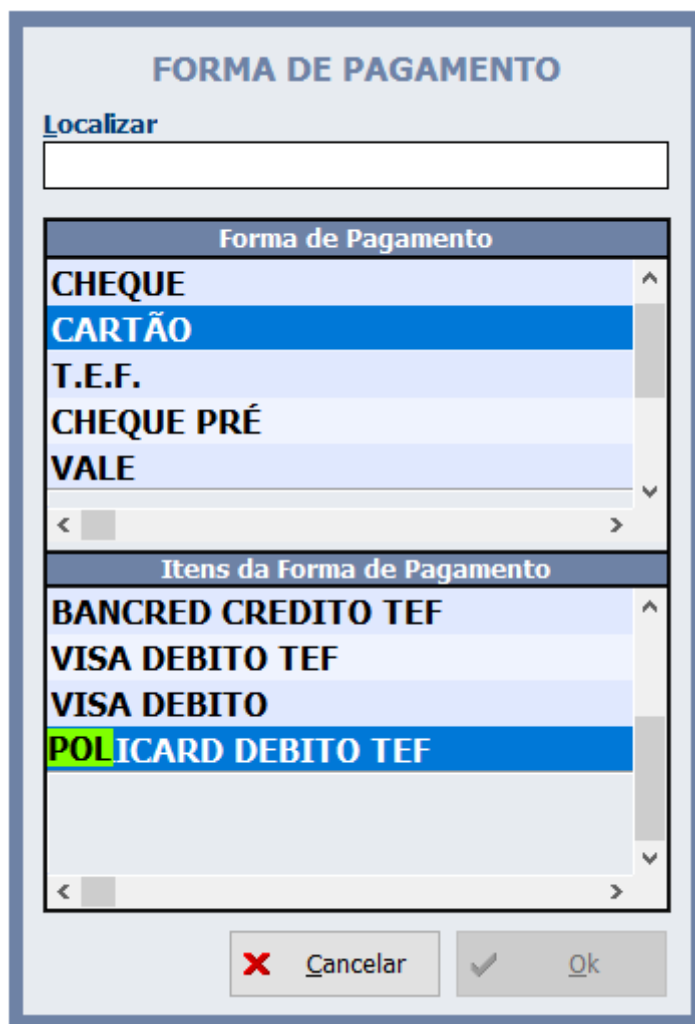 FORMA DE PAGAMENTO
Localizar
Forma de Pagamento
CHEQUE
CARTÃO
T.E.F.
CHEQUE PRÉ
VALE
Itens da Forma de Pagamento
BANCRED CREDITO TEF
VISA DEBITO TEF
VISA DEBITO
POLICARD DEBITO TEF
Cancelar
Ok